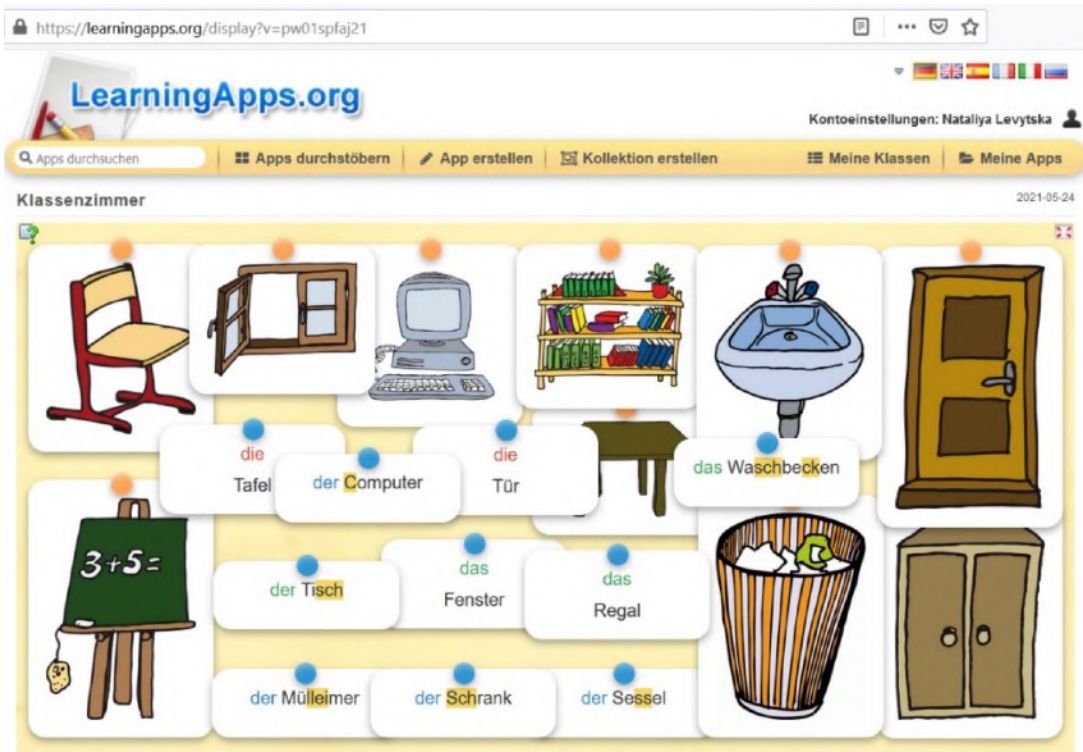 https://learningapps.org/display?v=pw01spfaj21
LearningApps.org
Kontoeinstellungen: Nataliya Levytska
Apps durchsuchen
Apps durchstöbern
App erstellen
Kollektion erstellen
Meine Klassen
Meine Apps
Klassenzimmer
2021-05-24
die
Tafel
der Computer
die
Tür
das Waschbecken
3+5=
der Tisch
das
Fenster
das
Regal
der Mülleimer
der Schrank
der Sessel